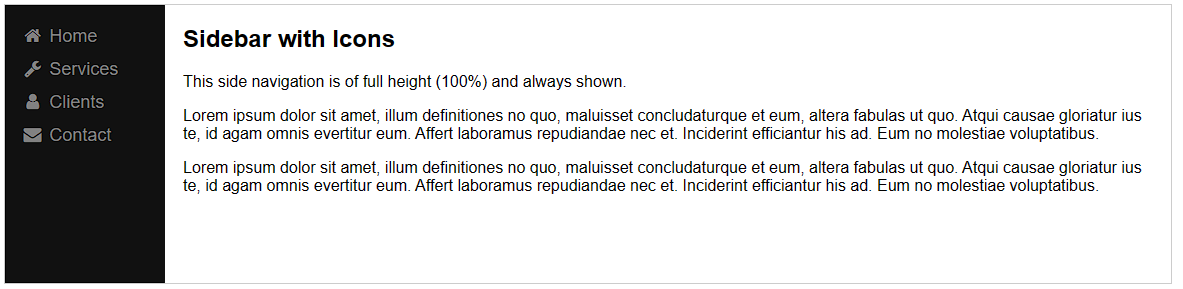 Home
Services
Clients
Contact
Sidebar with Icons
This side navigation is of full height (100%) and always shown.
Lorem ipsum dolor sit amet, illum definitiones no quo, maluisset concludaturque et eum, altera fabulas ut quo. Atqui causae gloriatur ius
te, id agam omnis evertitur eum. Affert laboramus repudiandae nec et. Inciderint efficiantur his ad. Eum no molestiae voluptatibus.
Lorem ipsum dolor sit amet, illum definitiones no quo, maluisset concludaturque et eum, altera fabulas ut quo. Atqui causae gloriatur ius
te, id agam omnis evertitur eum. Affert laboramus repudiandae nec et. Inciderint efficiantur his ad. Eum no molestiae voluptatibus.